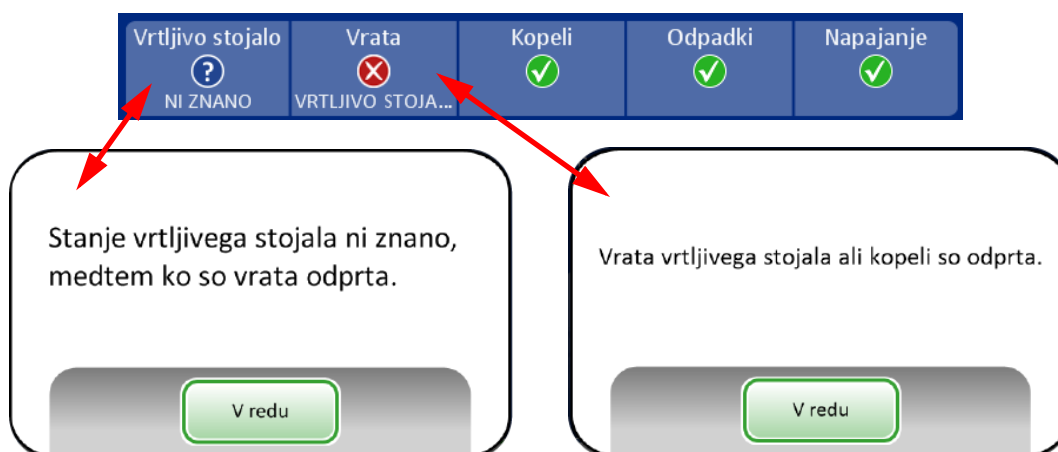 Vrtljivo stojalo Vrata Kopeli Odpadki Napajanje
?
NI ZNANO VRTLJIVO STOJA...
Stanje vrtljivega stojala ni znano,
medtem ko so vrata odprta.
V redu
Vrata vrtljivega stojala ali kopeli so odprta.
V redu